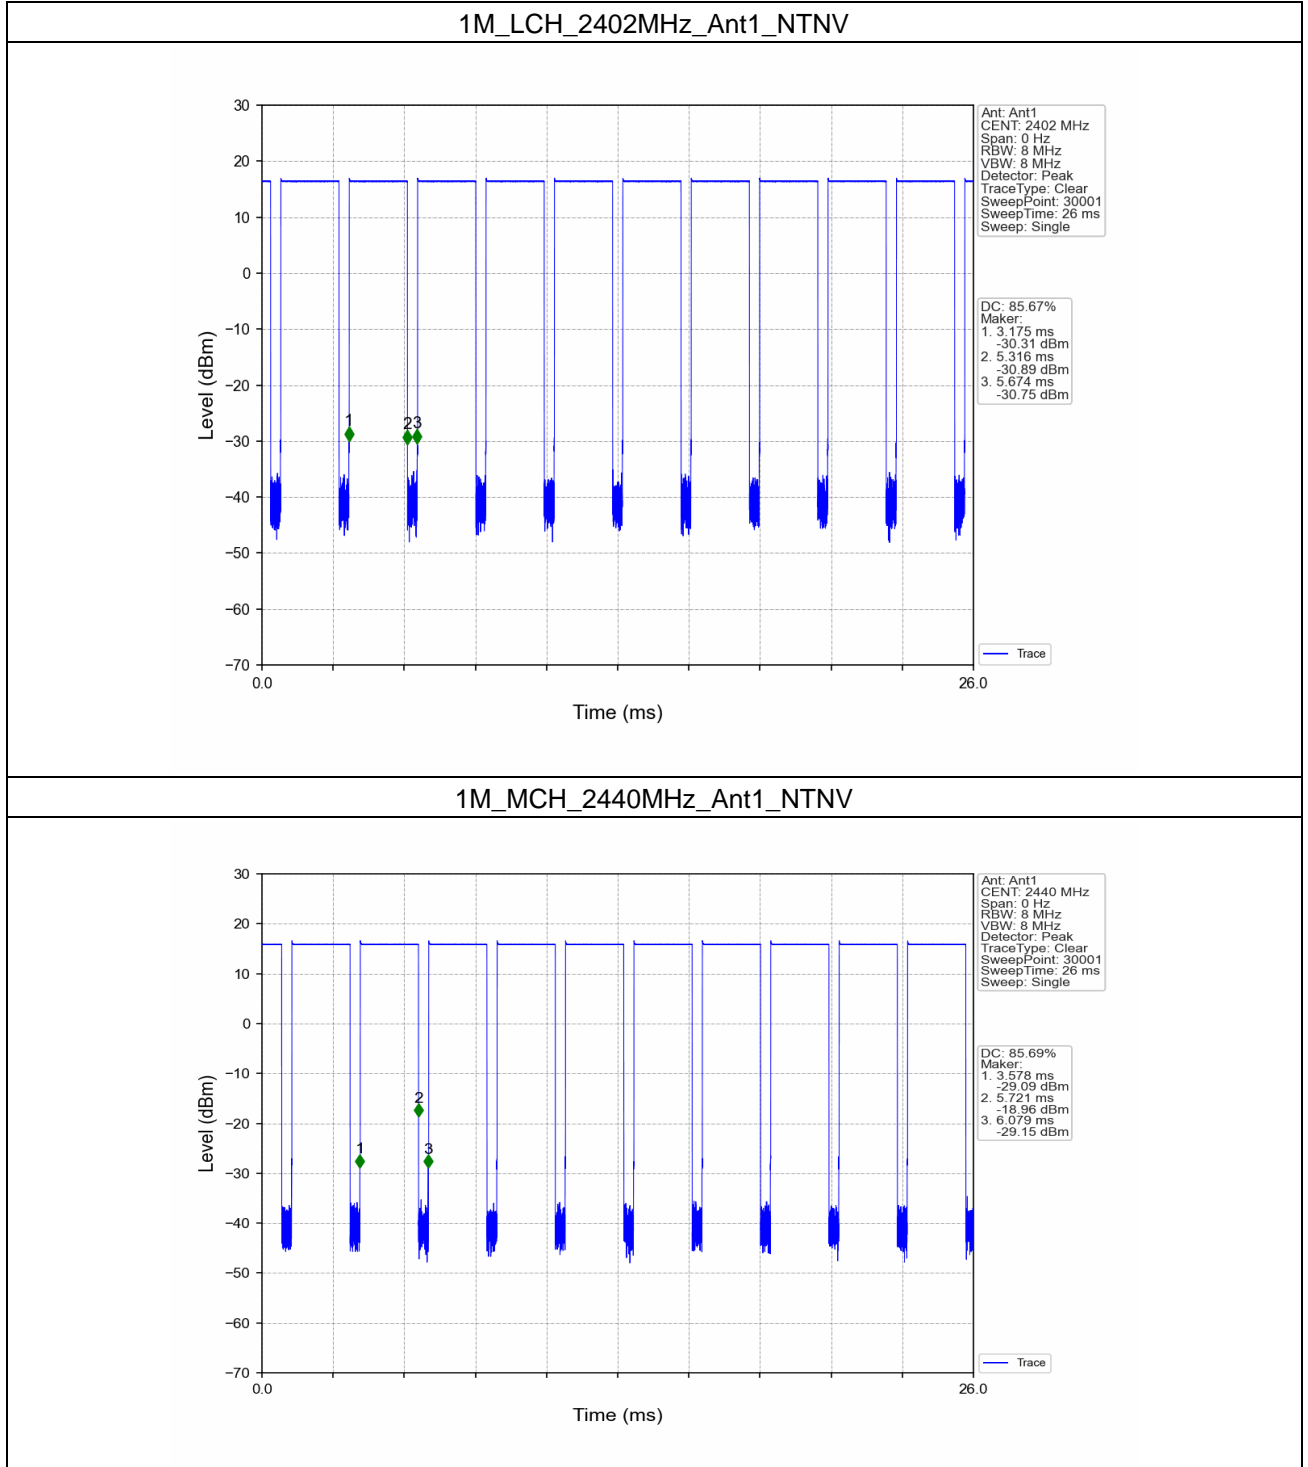 1M_LCH_2402MHz_Ant1_NTNV
30
20
10
0
−10
−20
−30
−40
−50
−60
−70
Level (dBm)
1
2
3
0.0
26.0
Time (ms)
Ant: Ant1
CENT: 2402 MHz
Span: 0 Hz
RBW: 8 MHz
VBW: 8 MHz
Detector: Peak
TraceType: Clear
SweepPoint: 30001
SweepTime: 26 ms
Sweep: Single
DC: 85.67%
Maker:
1. 3.175 ms
-30.31 dBm
2. 5.316 ms
-30.89 dBm
3. 5.674 ms
-30.75 dBm
Trace
1M_MCH_2440MHz_Ant1_NTNV
30
20
10
0
−10
−20
−30
−40
−50
−60
−70
Level (dBm)
1
2
3
0.0
26.0
Time (ms)
Ant: Ant1
CENT: 2440 MHz
Span: 0 Hz
RBW: 8 MHz
VBW: 8 MHz
Detector: Peak
TraceType: Clear
SweepPoint: 30001
SweepTime: 26 ms
Sweep: Single
DC: 85.69%
Maker:
1. 3.578 ms
-29.09 dBm
2. 5.721 ms
-18.96 dBm
3. 6.079 ms
-29.15 dBm
Trace